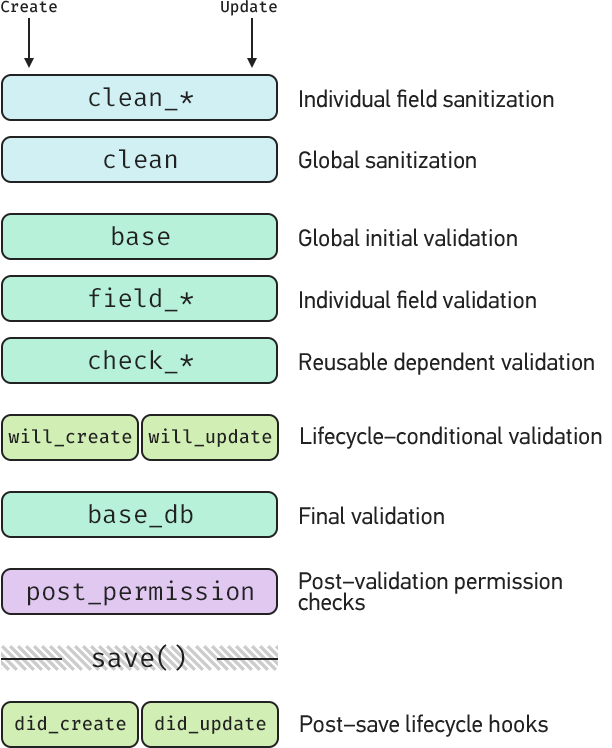 Create Update
clean_* Individual field sanitization
clean Global sanitization
base Global initial validation
field_* Individual field validation
check_* Reusable dependent validation
will_create will_update Lifecycle–conditional validation
base_db Final validation
post_permission Post–validation permission
checks
save()
did_create did_update Post–save lifecycle hooks